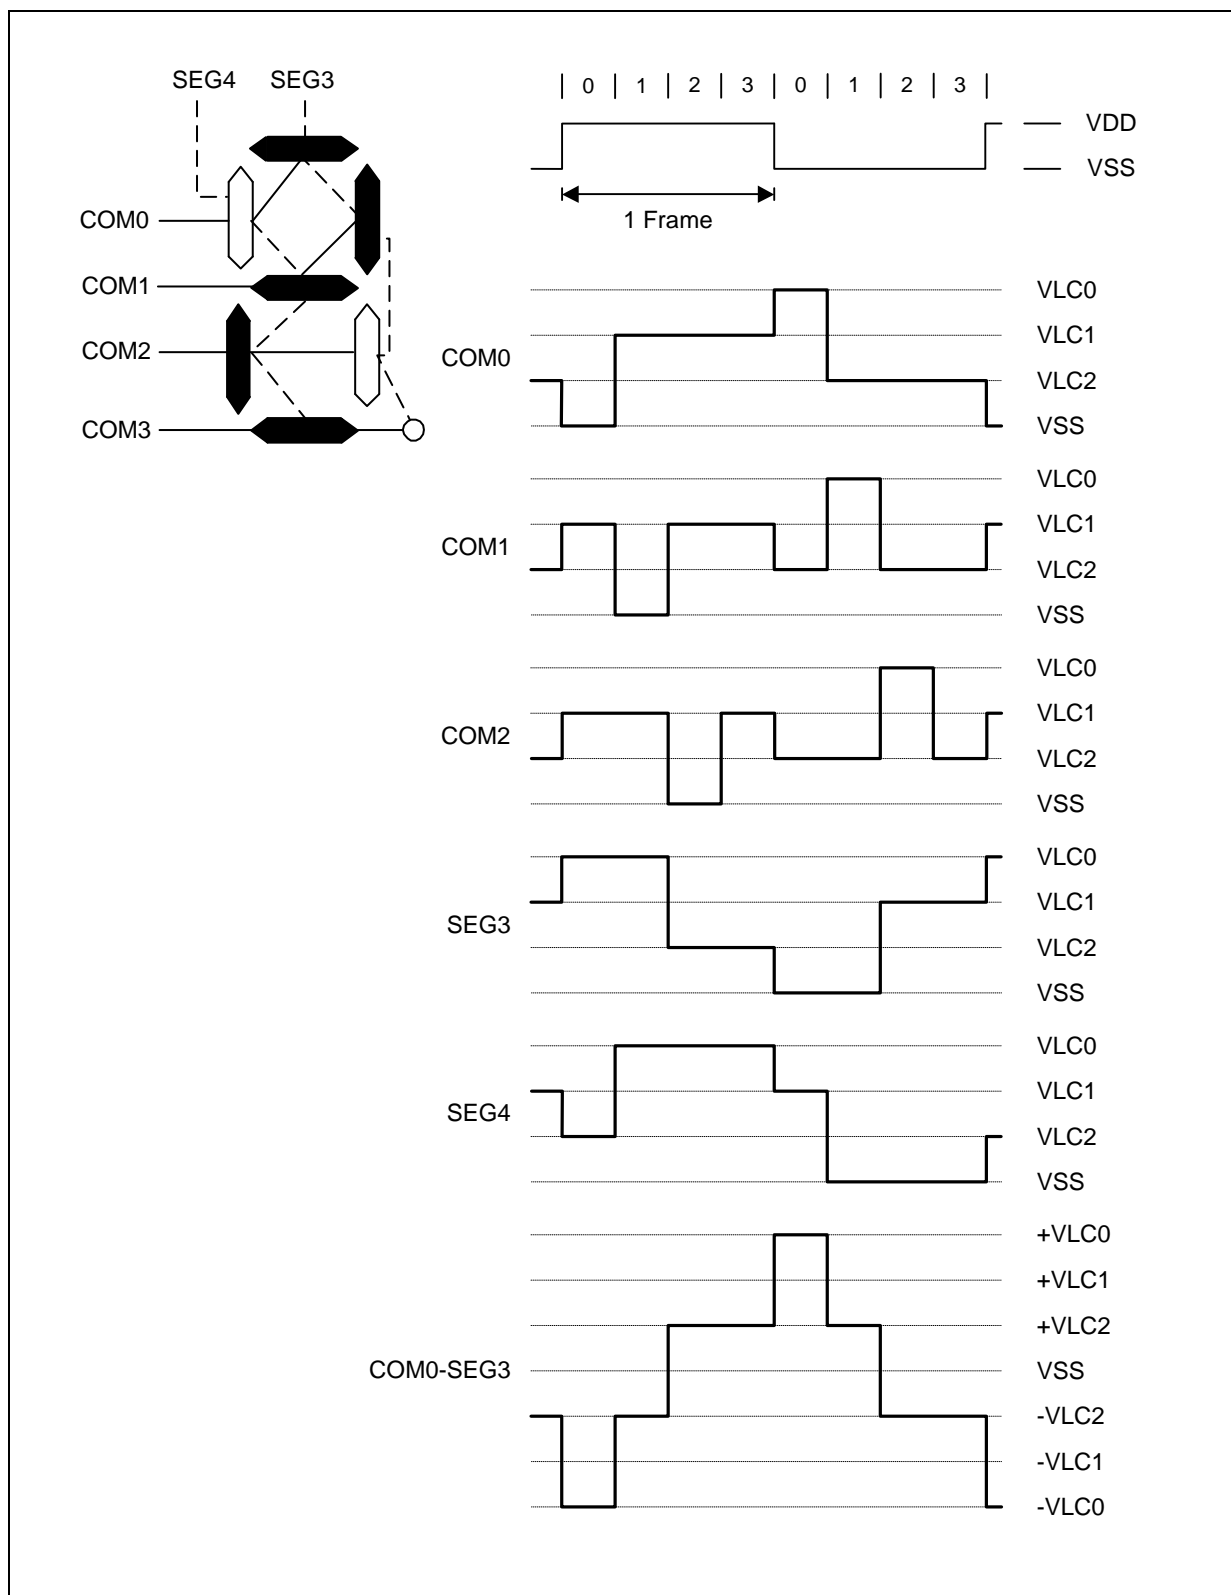 SEG4 SEG3
COM0
COM1
COM2
COM3
0 1 2 3 0 1 2 3
VDD
VSS
1 Frame
COM0
VLC0
VLC1
VLC2
VSS
COM1
VLC0
VLC1
VLC2
VSS
COM2
VLC0
VLC1
VLC2
VSS
SEG3
VLC0
VLC1
VLC2
VSS
SEG4
VLC0
VLC1
VLC2
VSS
COM0-SEG3
+VLC0
+VLC1
+VLC2
VSS
-VLC2
-VLC1
-VLC0